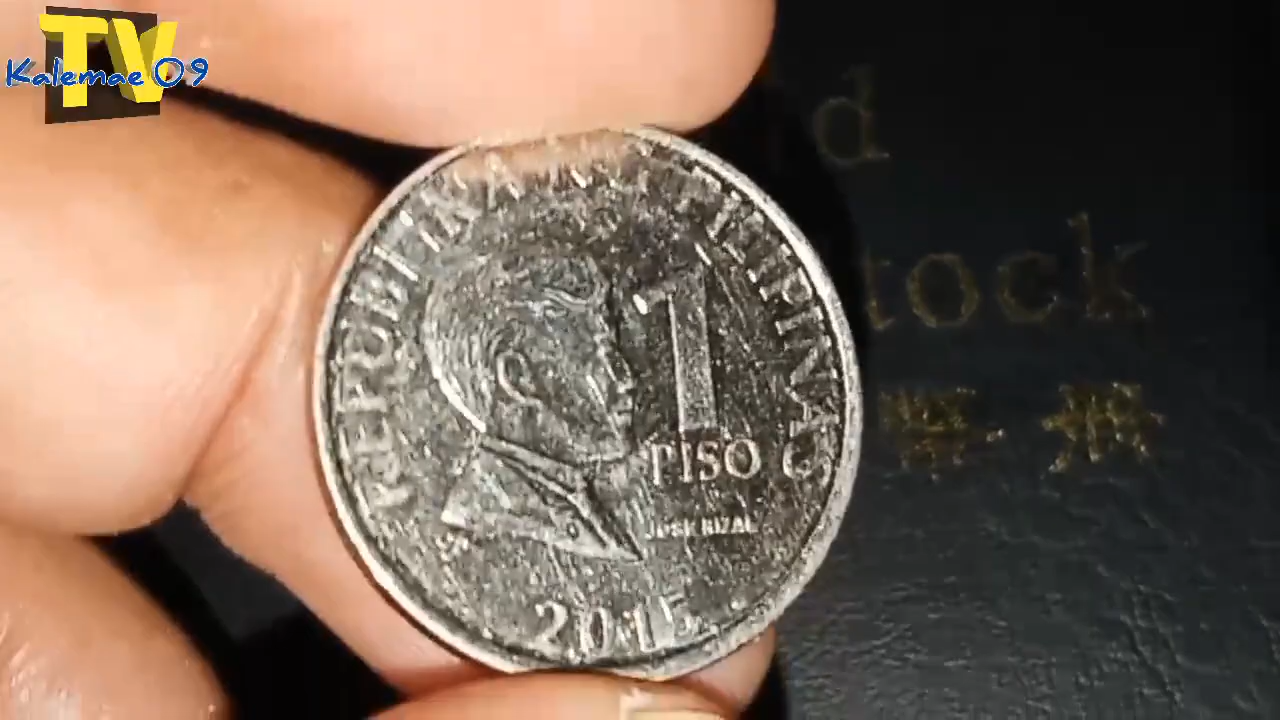 TV
Kalemae 09
REPUBLIKA NG PILIPINAS
1
PISO
JOSE RIZAL
2015
d
tock